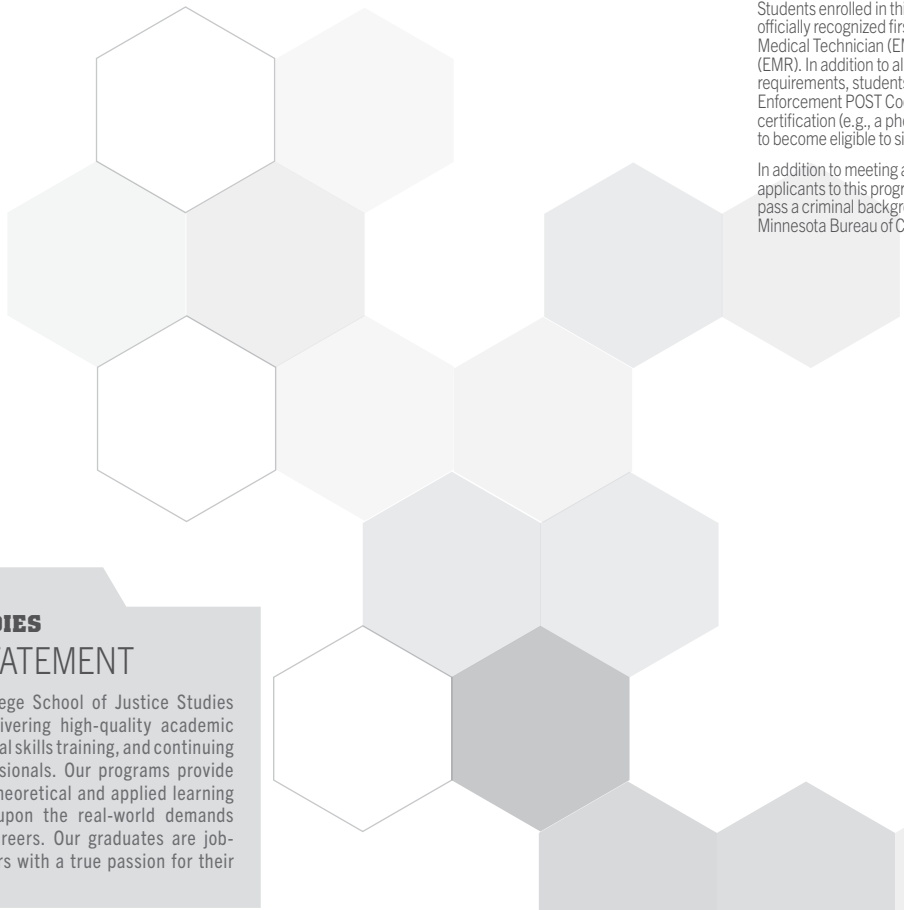 Students enrolled in thi
officially recognized firs
Medical Technician (EM
(EMR). In addition to al
requirements, students
Enforcement POST Coo
certification (e.g., a pho
to become eligible to si
In addition to meeting a
applicants to this progr
pass a criminal backgr
Minnesota Bureau of C
DIES
ATEMENT
ege School of Justice Studies
ivering high-quality academic
al skills training, and continuing
sionals. Our programs provide
heoretical and applied learning
upon the real-world demands
reers. Our graduates are job-
rs with a true passion for their